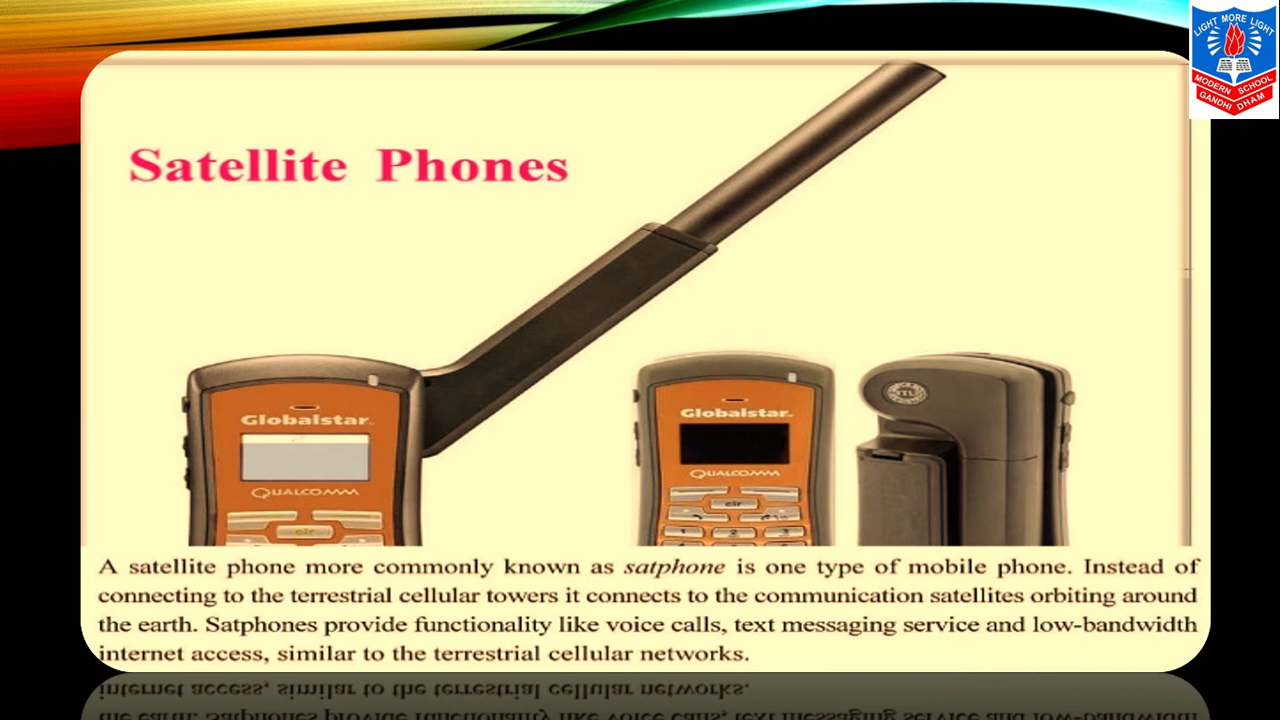 LIGHT MORE LIGHT
MODERN SCHOOL
GANDHI DHAM
Satellite Phones
Globalstar
QUALCOMM
clr
Globalstar
QUALCOMM
clr
1 2 3
A satellite phone more commonly known as satphone is one type of mobile phone. Instead of
connecting to the terrestrial cellular towers it connects to the communication satellites orbiting around
the earth. Satphones provide functionality like voice calls, text messaging service and low-bandwidth
internet access, similar to the terrestrial cellular networks.